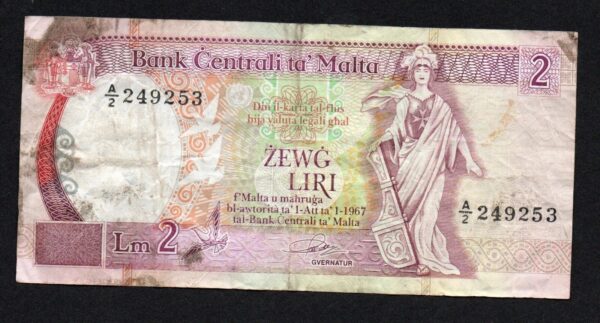 Bank Ċentrali ta' Malta
2
A/2 249253
Din il-karta tal-flus
hija valuta legali għal
ŻEWĠ
LIRI
f'Malta u maħruġa
bl-awtorità ta' l-Att ta' l-1967
tal-Bank Ċentrali ta' Malta
A/2 249253
Lm 2
GVERNATUR